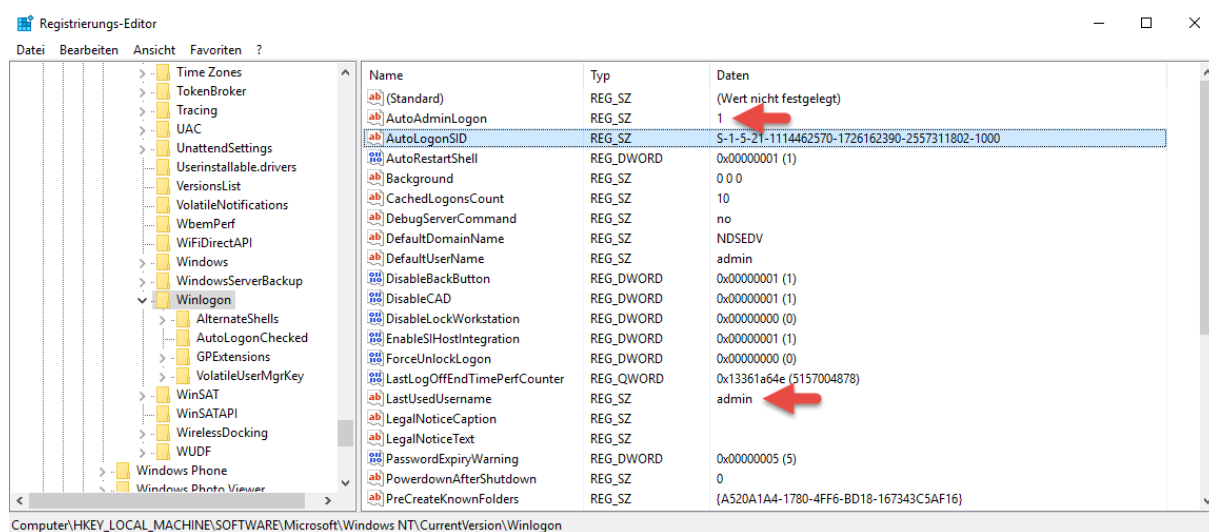 Registrierungs-Editor
Datei Bearbeiten Ansicht Favoriten ?
Time Zones
TokenBroker
Tracing
UAC
UnattendSettings
Userinstallable.drivers
VersionsList
VolatileNotifications
WbemPerf
WiFiDirectAPI
Windows
WindowsServerBackup
Winlogon
AlternateShells
AutoLogonChecked
GPExtensions
VolatileUserMgrKey
WinSAT
WinSATAPI
WirelessDocking
WUDF
Windows Phone
Windows Photo Viewer
Name Typ Daten
(Standard) REG_SZ (Wert nicht festgelegt)
AutoAdminLogon REG_SZ 1
AutoLogonSID REG_SZ S-1-5-21-1114462570-1726162390-2557311802-1000
AutoRestartShell REG_DWORD 0x00000001 (1)
Background REG_SZ 0 0 0
CachedLogonsCount REG_SZ 10
DebugServerCommand REG_SZ no
DefaultDomainName REG_SZ NDSEDV
DefaultUserName REG_SZ admin
DisableBackButton REG_DWORD 0x00000001 (1)
DisableCAD REG_DWORD 0x00000001 (1)
DisableLockWorkstation REG_DWORD 0x00000000 (0)
EnableSIHostIntegration REG_DWORD 0x00000001 (1)
ForceUnlockLogon REG_DWORD 0x00000000 (0)
LastLogOffEndTimePerfCounter REG_QWORD 0x13361a64e (5157004878)
LastUsedUsername REG_SZ admin
LegalNoticeCaption REG_SZ
LegalNoticeText REG_SZ
PasswordExpiryWarning REG_DWORD 0x00000005 (5)
PowerdownAfterShutdown REG_SZ 0
PreCreateKnownFolders REG_SZ {A520A1A4-1780-4FF6-BD18-167343C5AF16}
Computer\HKEY_LOCAL_MACHINE\SOFTWARE\Microsoft\Windows NT\CurrentVersion\Winlogon